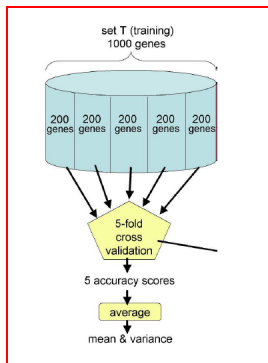 set T (training)
1000 genes
200 200 200 200 200
genes genes genes genes genes
5-fold
cross
validation
5 accuracy scores
average
mean & variance